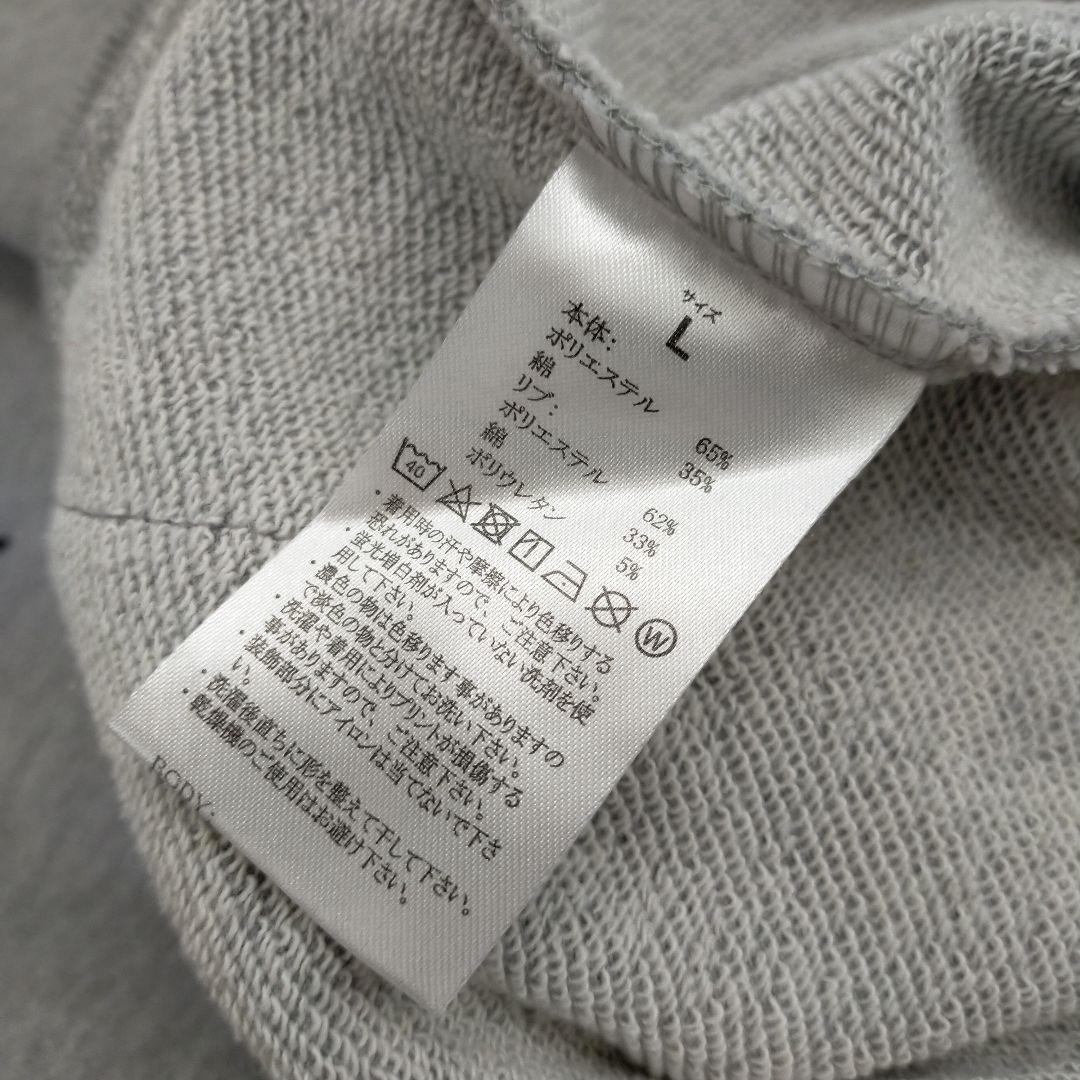 サイズ
L
本体:
ポリエステル 65%
綿 35%
リブ:
ポリエステル 62%
綿 33%
ポリウレタン 5%
40
W
・着用時の汗や摩擦により色移りする
恐れがありますので、ご注意下さい。
・蛍光増白剤が入っていない洗剤を使
用して下さい。
・濃色の物は色移ります事がありますの
で淡色の物と分けてお洗い下さい。
・洗濯や着用によりプリントが損傷する
事がありますので、ご注意下さい。
・装飾部分にアイロンは当てないで下さ
い。
・洗濯後直ちに形を整えて干して下さい。
・乾燥機のご使用はお避け下さい。
BODY: